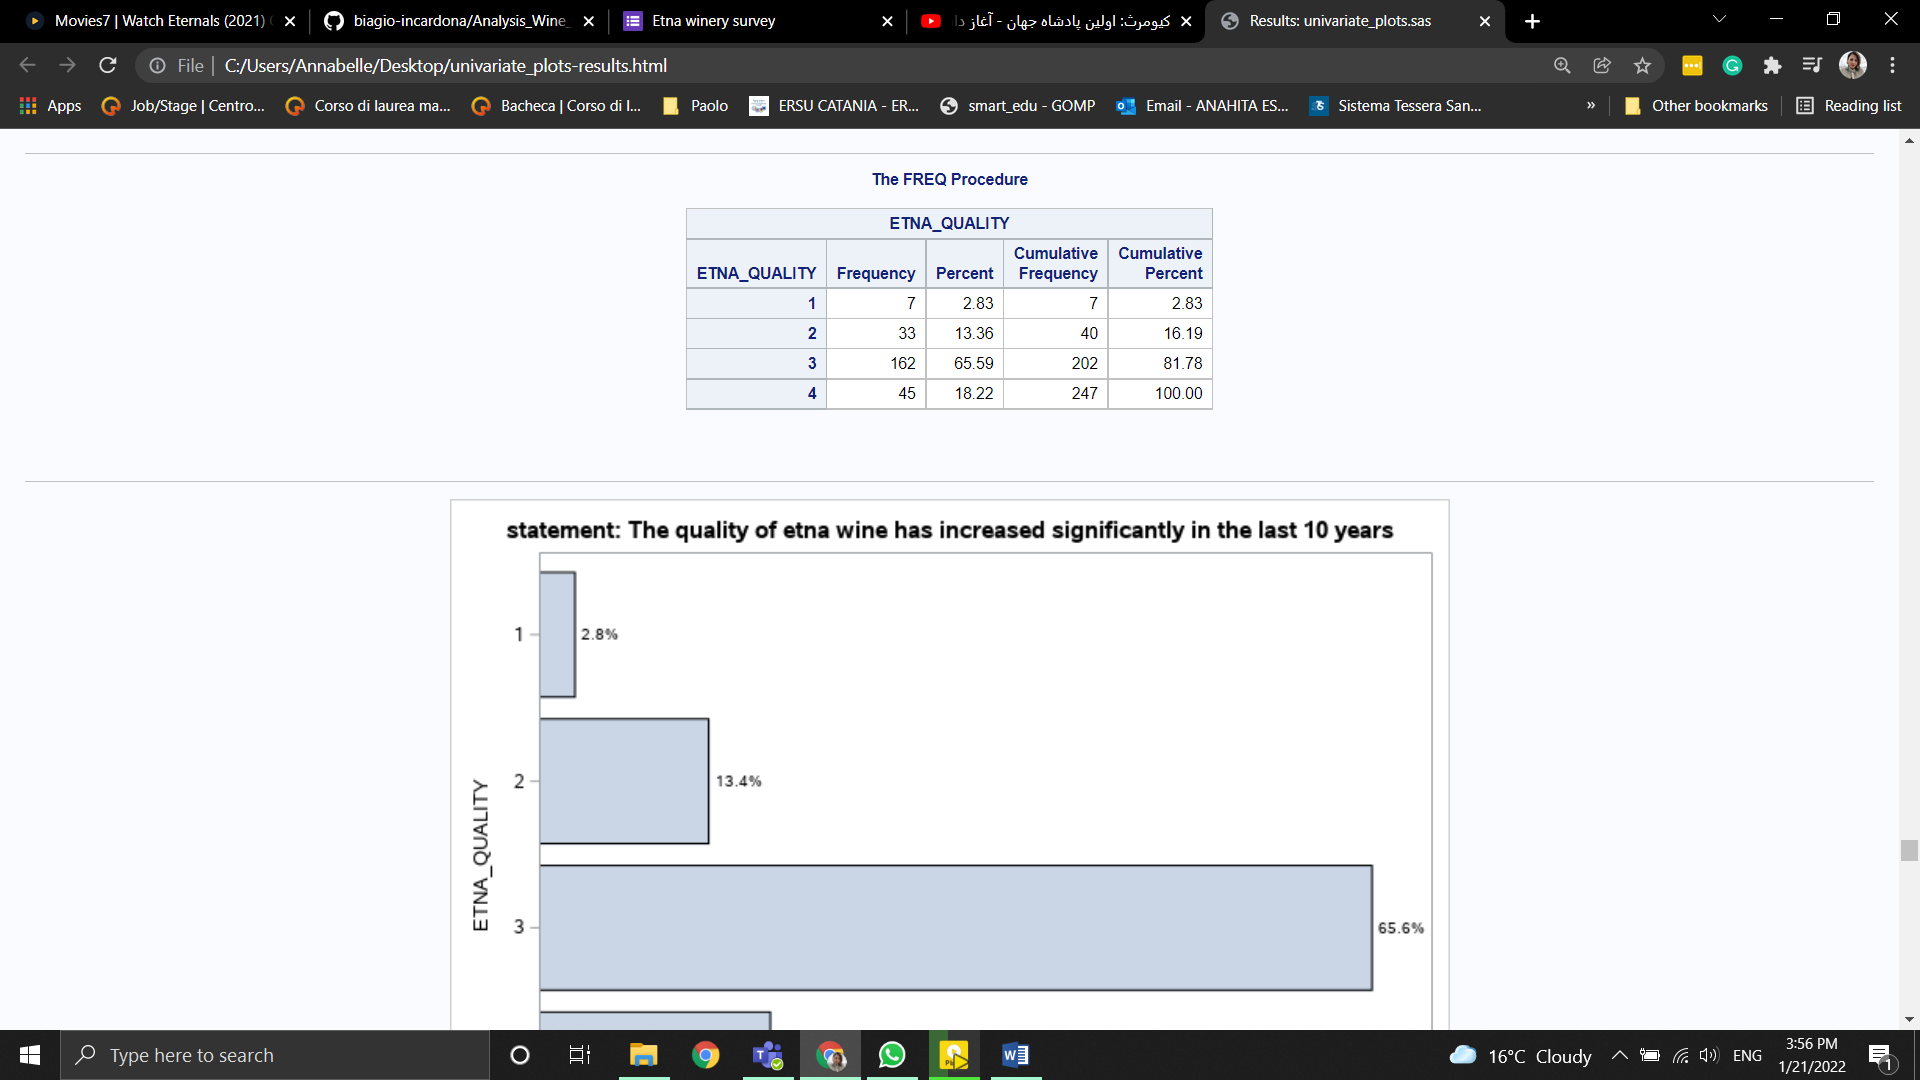 Movies7 | Watch Eternals (2021)
biagio-incardona/Analysis_Wine_
Etna winery survey
کیومرث: اولین پادشاه جهان - آغاز دا
Results: univariate_plots.sas
File
C:/Users/Annabelle/Desktop/univariate_plots-results.html
Apps
Job/Stage | Centro...
Corso di laurea ma...
Bacheca | Corso di l...
Paolo
ERSU CATANIA - ER...
smart_edu - GOMP
Email - ANAHITA ES...
Sistema Tessera San...
»
Other bookmarks
Reading list
The FREQ Procedure
ETNA_QUALITY
ETNA_QUALITY Frequency Percent Cumulative Frequency Cumulative Percent
1 7 2.83 7 2.83
2 33 13.36 40 16.19
3 162 65.59 202 81.78
4 45 18.22 247 100.00
statement: The quality of etna wine has increased significantly in the last 10 years
1
2.8%
2
13.4%
3
65.6%
ETNA_QUALITY
Type here to search
16°C Cloudy
ENG
3:56 PM
1/21/2022
1